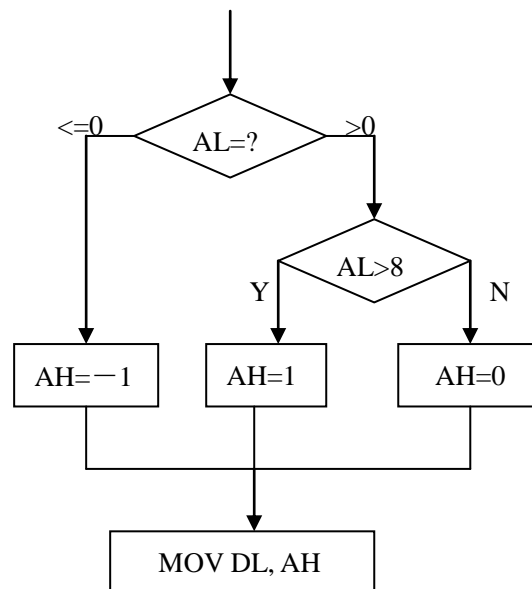 <=0
AL=?
>0
AL>8
Y
N
AH=－1
AH=1
AH=0
MOV DL, AH